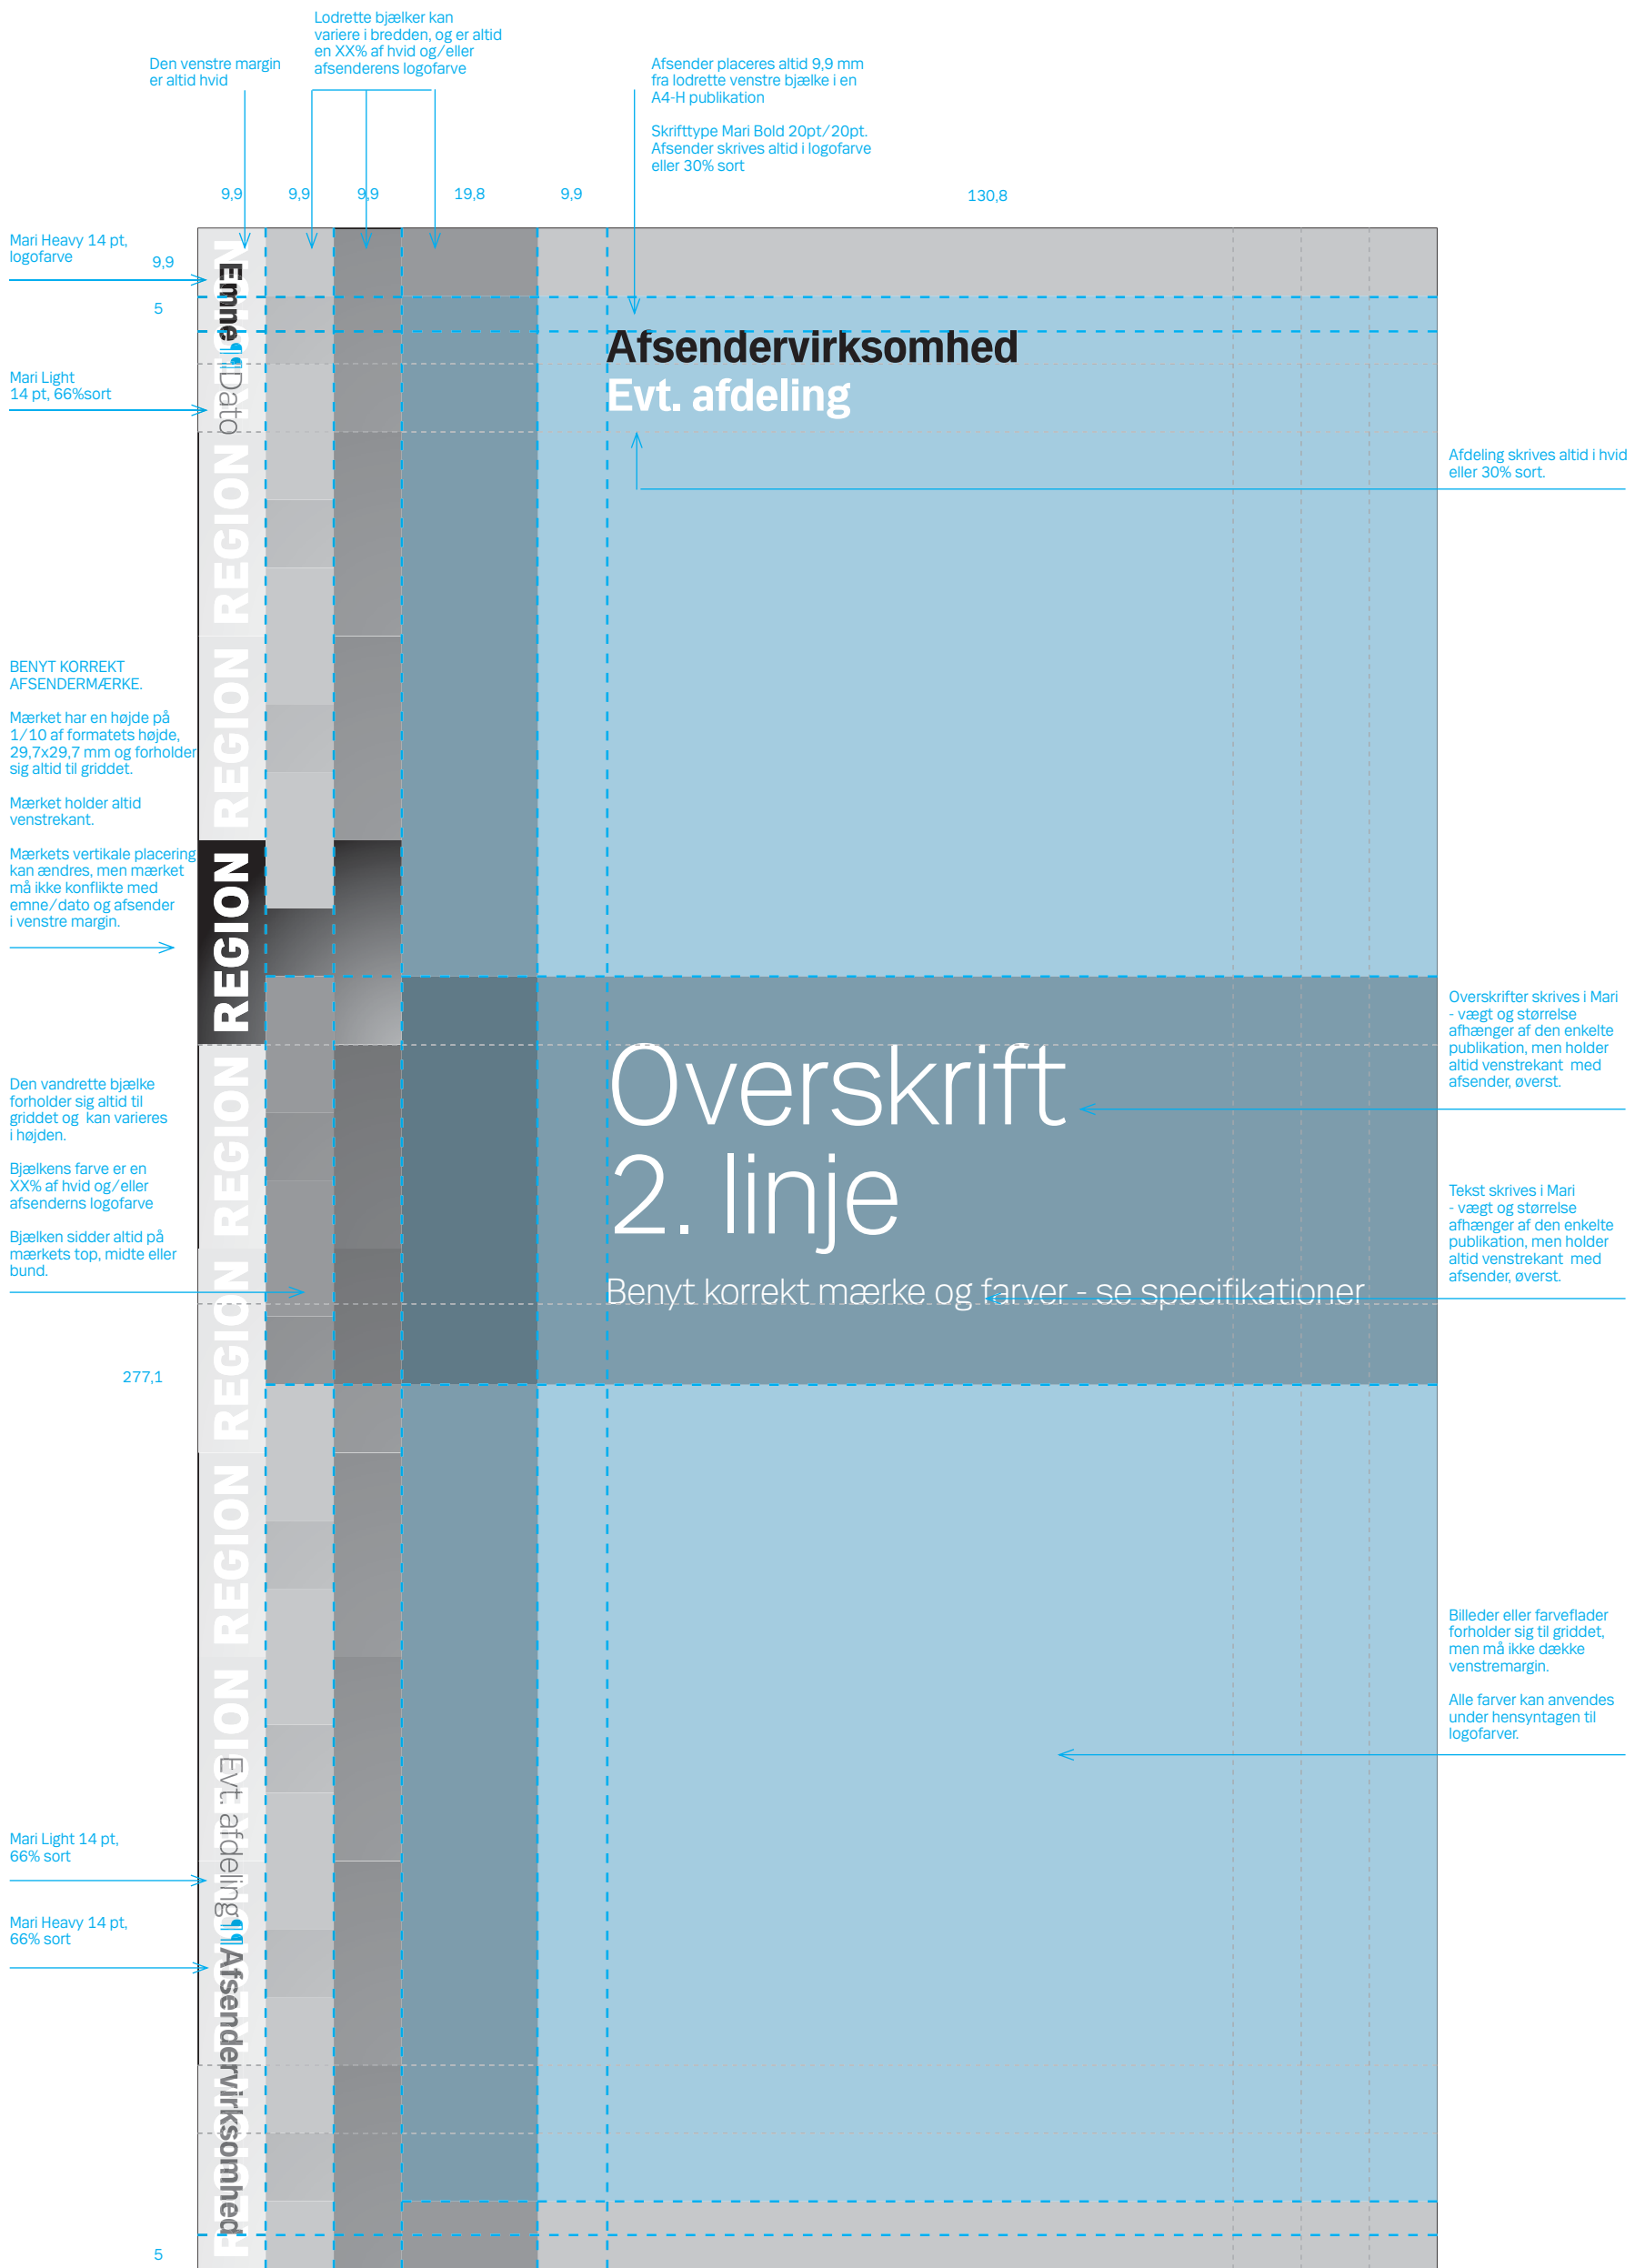 Lodrette bjælker kan
variere i bredden, og er altid
en XX% af hvid og/eller
afsenderens logofarve
Den venstre margin
er altid hvid
Afsender placeres altid 9,9 mm
fra lodrette venstre bjælke i en
A4-H publikation
Skrifttype Mari Bold 20pt/20pt.
Afsender skrives altid i logofarve
eller 30% sort
9,9
9,9
9,9
19,8
9,9
130,8
Mari Heavy 14 pt,
logofarve
9,9
5
Mari Light
14 pt, 66%sort
Emne¶¶Dato
Afsendervirksomhed
Evt. afdeling
Afdeling skrives altid i hvid
eller 30% sort.
REGION
REGION
REGION
REGION
REGION
REGION
REGION
REGION
REGION
REGION
BENYT KORREKT
AFSENDERMÆRKE.
Mærket har en højde på
1/10 af formatets højde,
29,7x29,7 mm og forholder
sig altid til griddet.
Mærket holder altid
venstrekant.
Mærkets vertikale placering
kan ændres, men mærket
må ikke konflikte med
emne/dato og afsender
i venstre margin.
Overskrifter skrives i Mari
- vægt og størrelse
afhænger af den enkelte
publikation, men holder
altid venstrekant  med
afsender, øverst.
Overskrift
2. linje
Benyt korrekt mærke og farver - se specifikationer
Den vandrette bjælke
forholder sig altid til
griddet og  kan varieres
i højden.
Bjælkens farve er en
XX% af hvid og/eller
afsenderns logofarve
Bjælken sidder altid på
mærkets top, midte eller
bund.
Tekst skrives i Mari
- vægt og størrelse
afhænger af den enkelte
publikation, men holder
altid venstrekant  med
afsender, øverst.
277,1
Billeder eller farveflader
forholder sig til griddet,
men må ikke dække
venstremargin.
Alle farver kan anvendes
under hensyntagen til
logofarver.
Mari Light 14 pt,
66% sort
Mari Heavy 14 pt,
66% sort
Evt. afdeling¶¶Afsendervirksomhed
5